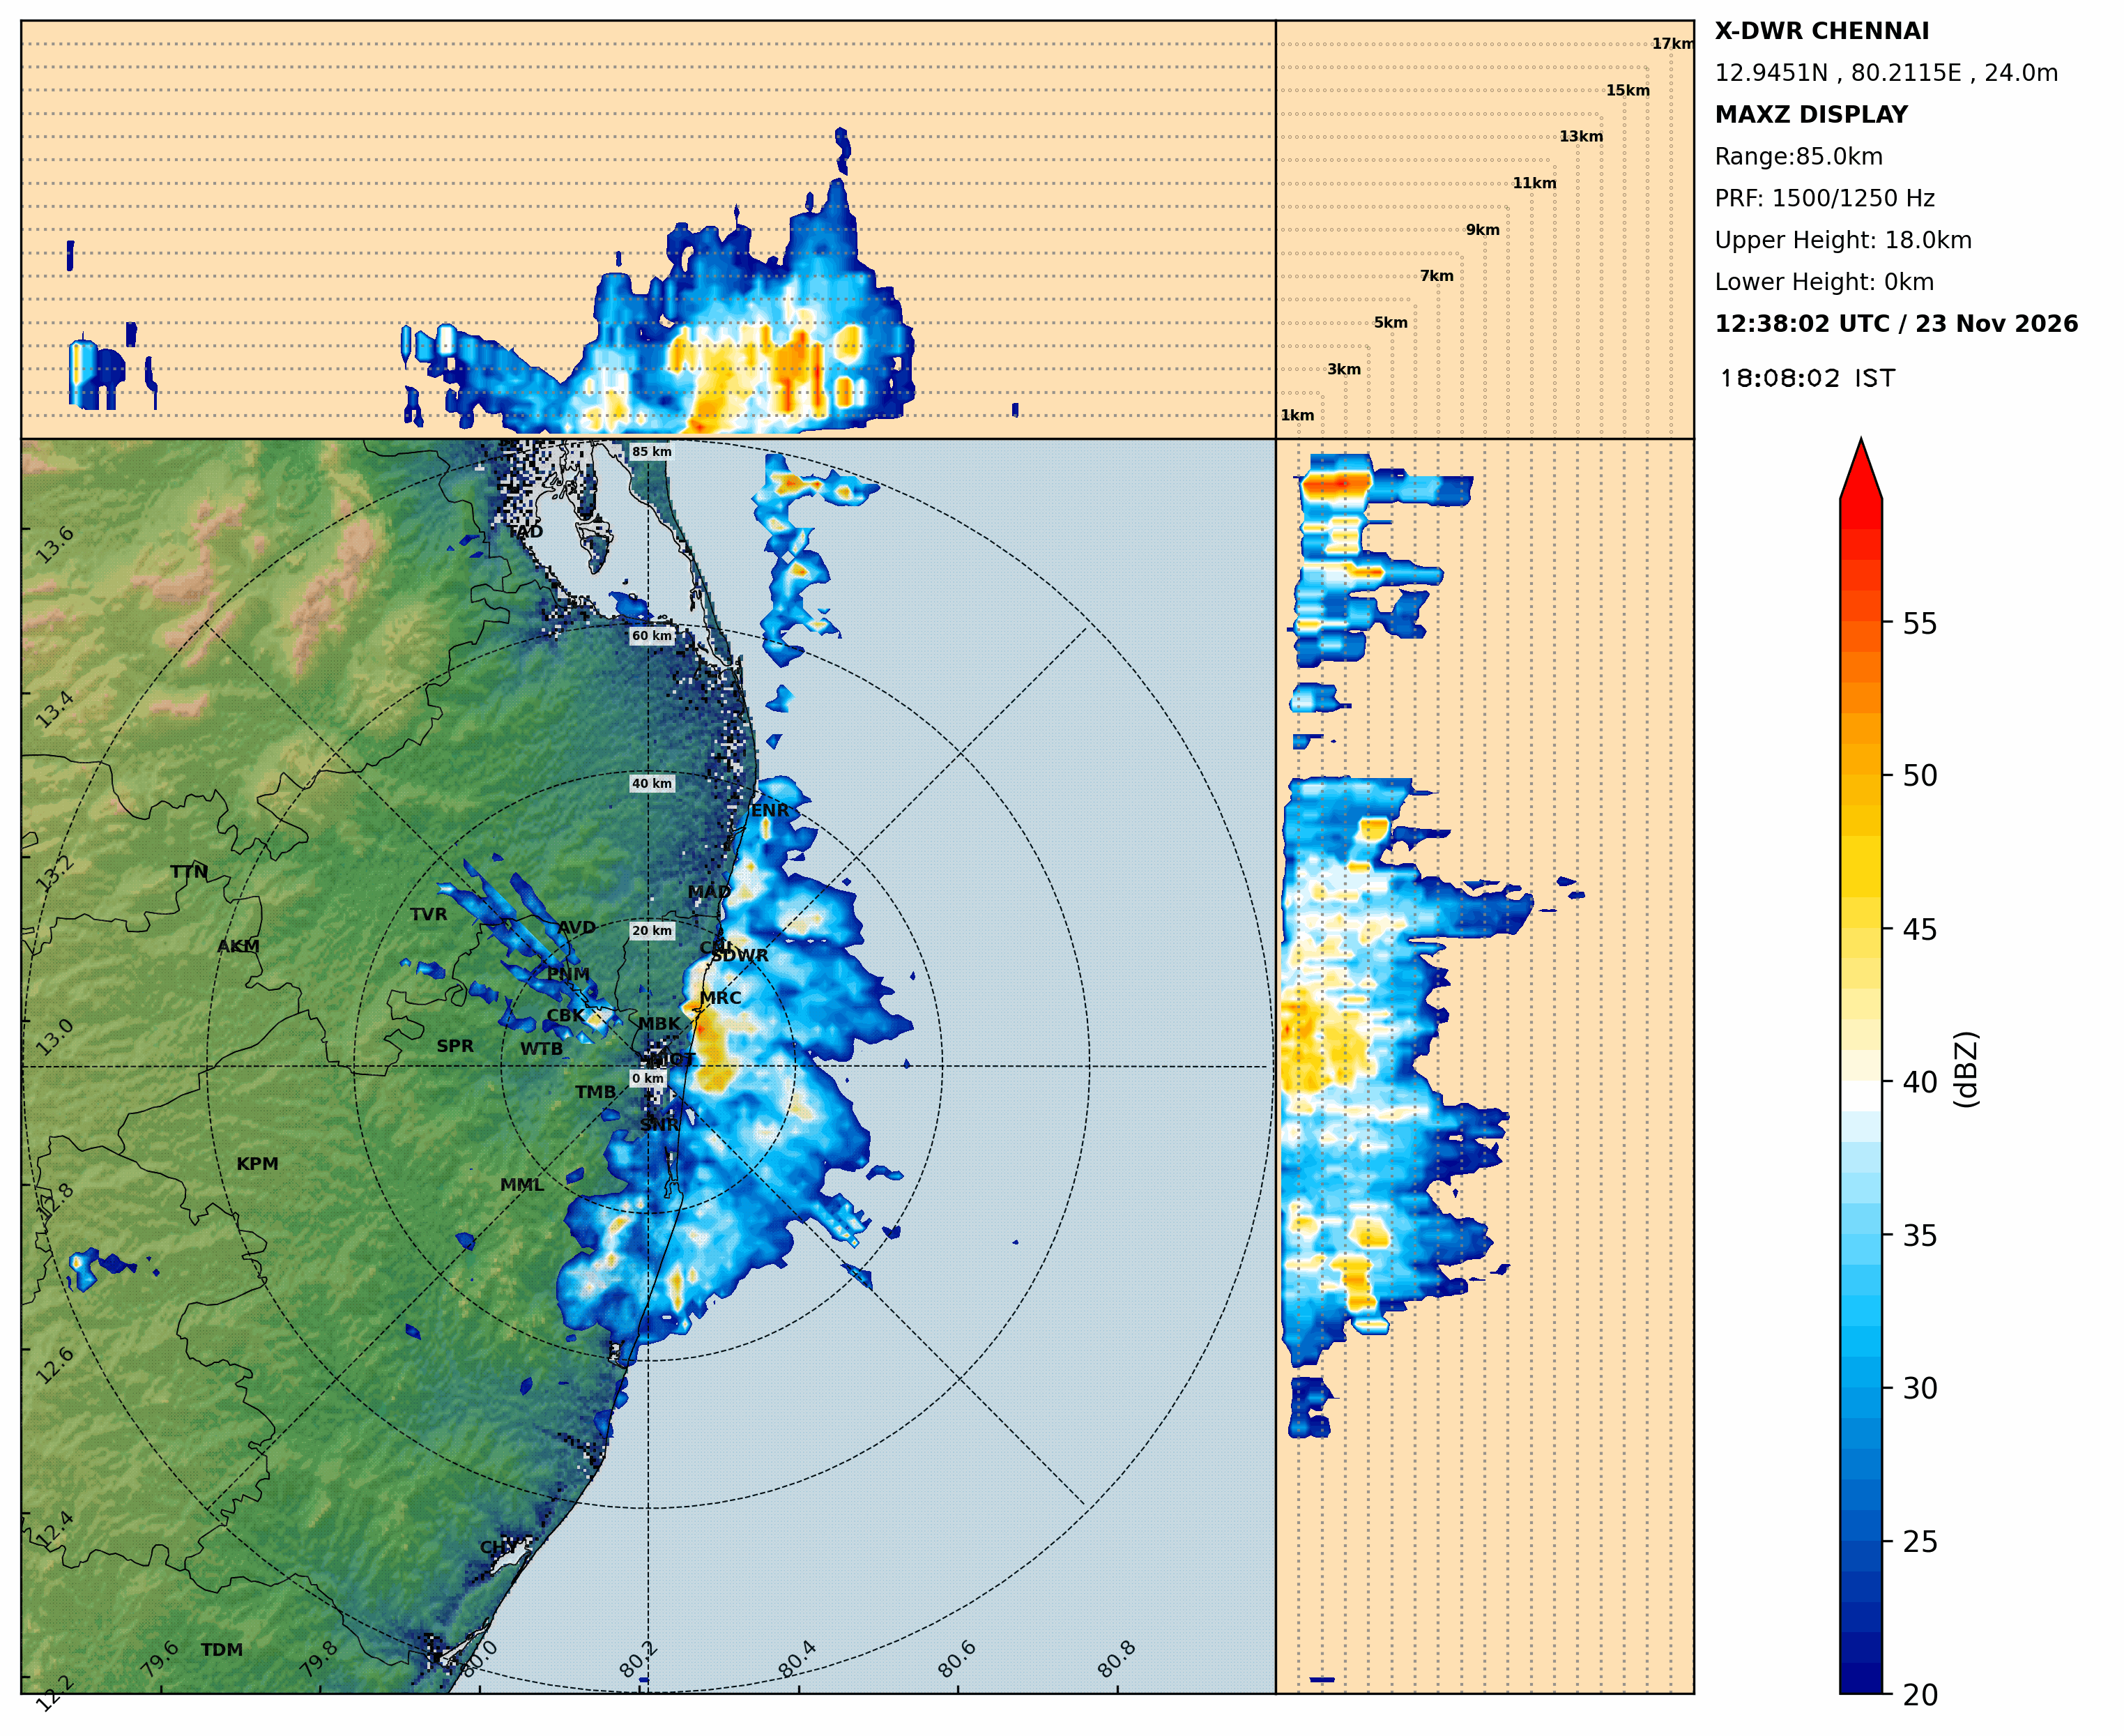 X-DWR CHENNAI
12.9451N , 80.2115E , 24.0m
MAXZ DISPLAY
Range:85.0km
PRF: 1500/1250 Hz
Upper Height: 18.0km
Lower Height: 0km
12:38:02 UTC / 23 Nov 2026
18:08:02 IST
17km
15km
13km
11km
9km
7km
5km
3km
1km
85 km
60 km
40 km
20 km
0 km
TAD
ENR
TTN
MAD
TVR
AVD
AKM
SDWR
PNM
MRC
CBK
MBK
SPR
WTB
TMB
SNR
KPM
MML
CHY
TDM
13.6
13.4
13.2
13.0
12.8
12.6
12.4
12.2
79.6
79.8
80.0
80.2
80.4
80.6
80.8
55
50
45
40
35
30
25
20
(dBZ)